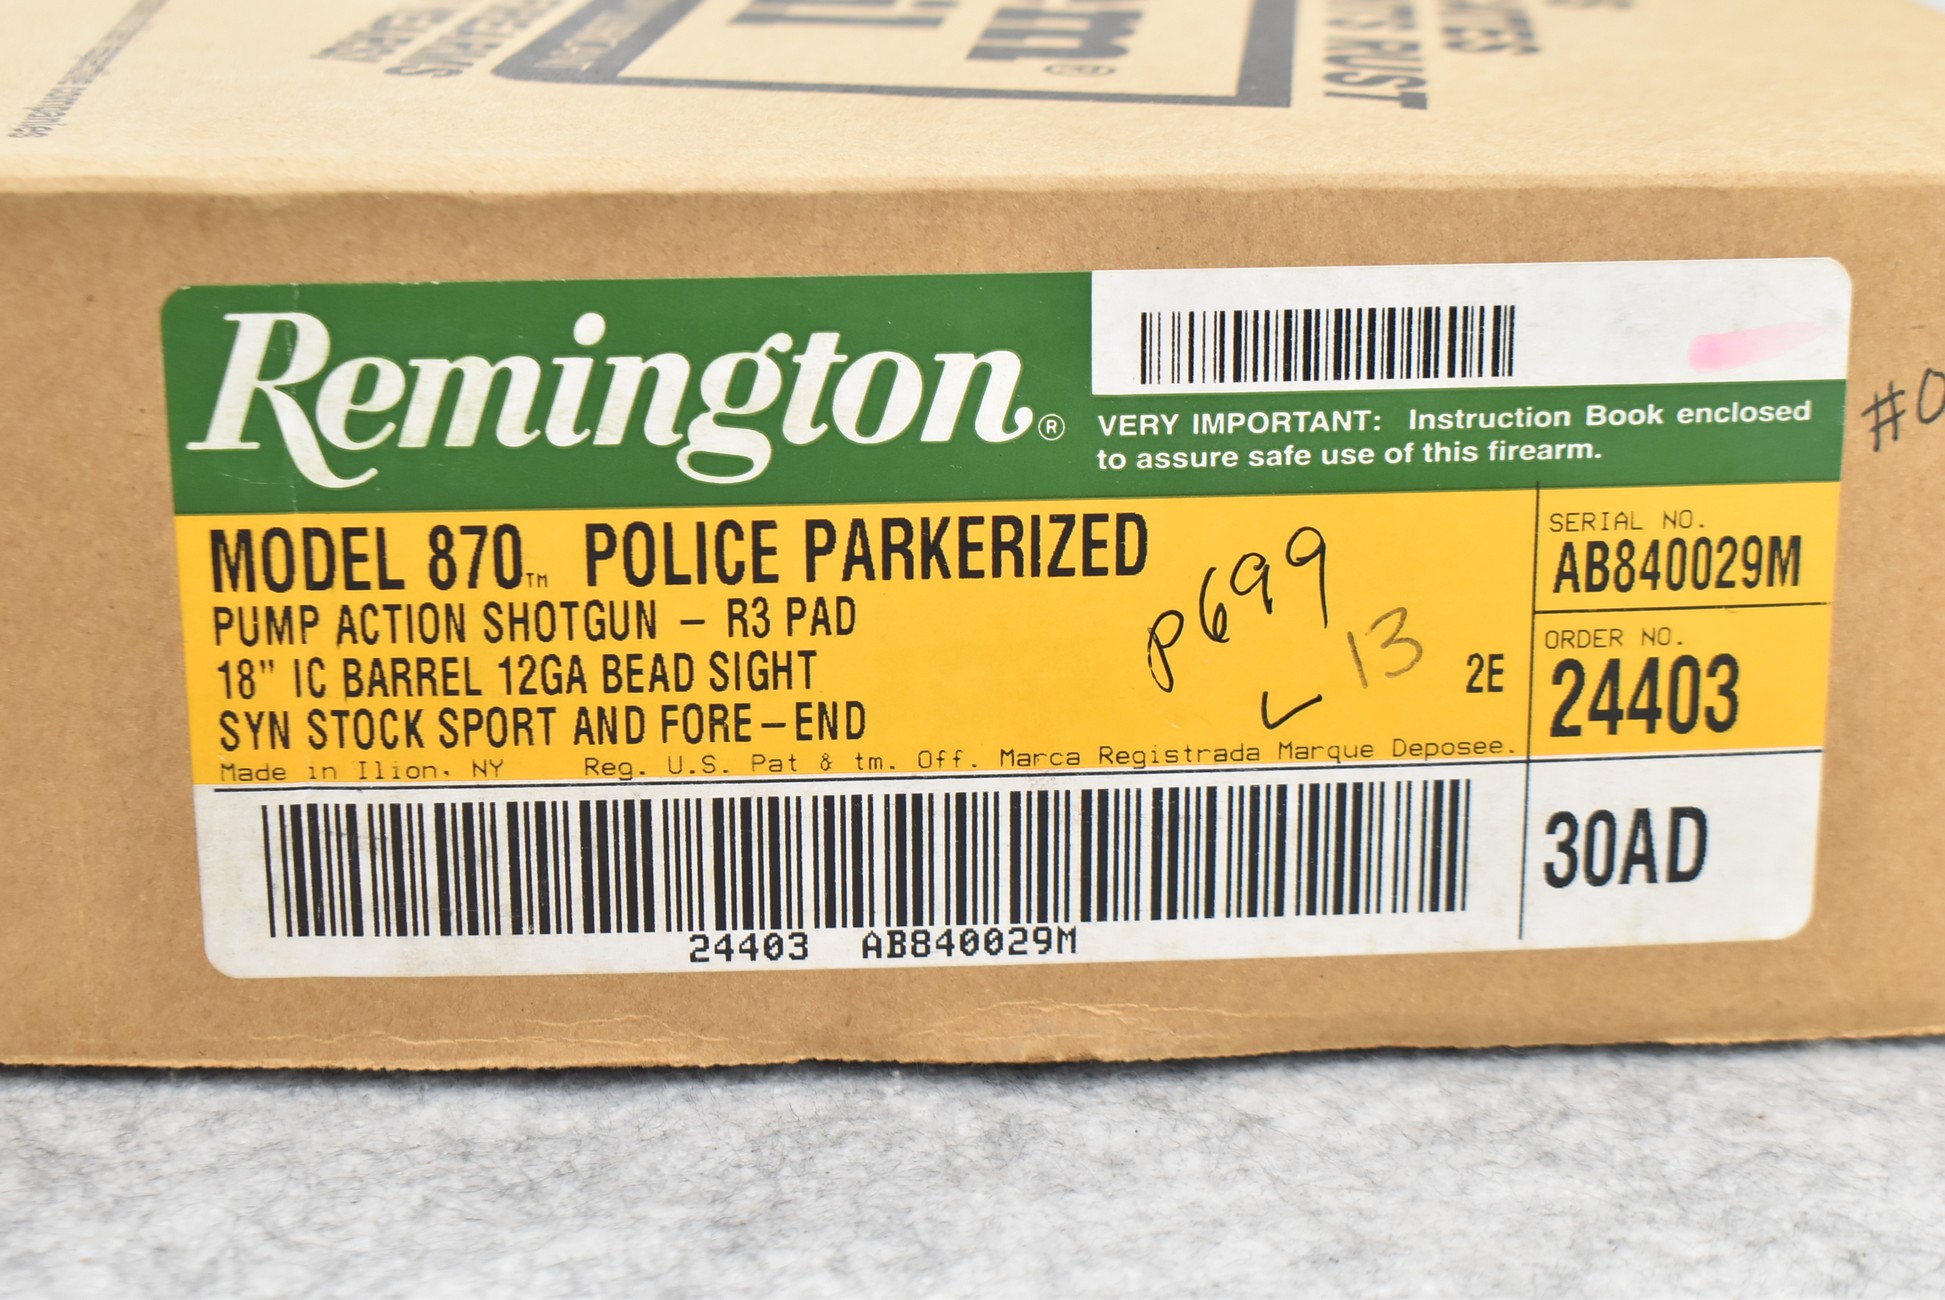 RUST
companies
Remington®
VERY IMPORTANT: Instruction Book enclosed
to assure safe use of this firearm.
#0
MODEL 870™ POLICE PARKERIZED
PUMP ACTION SHOTGUN – R3 PAD
18" IC BARREL 12GA BEAD SIGHT
SYN STOCK SPORT AND FORE–END
P699
L 13
2E
Made in Ilion, NY Reg. U.S. Pat & tm. Off. Marca Registrada Marque Deposee.
SERIAL NO.
AB840029M
ORDER NO.
24403
30AD
24403 AB840029M